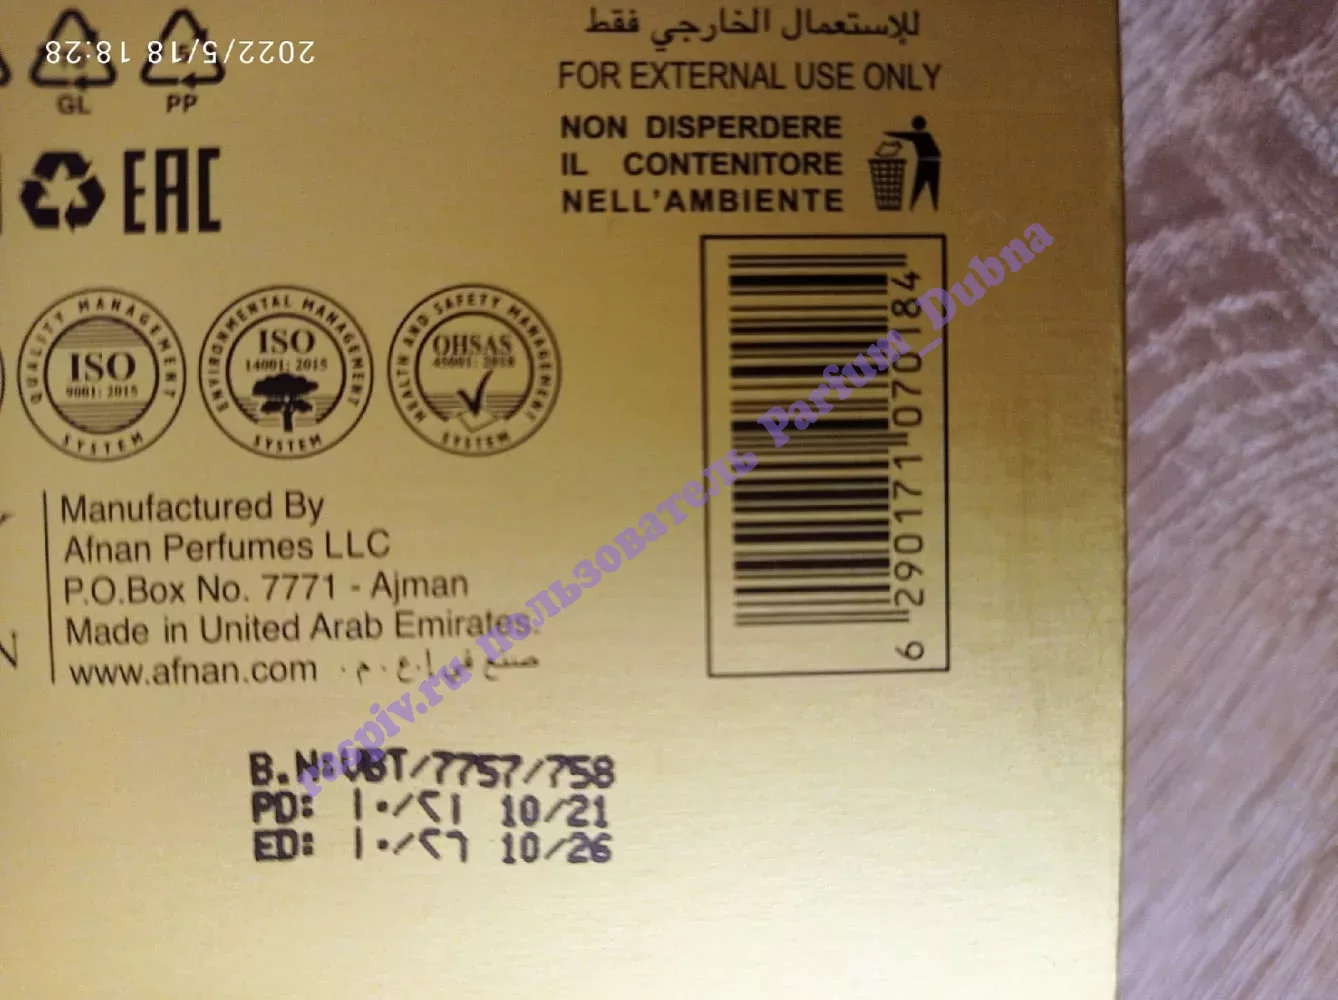 2022/5/18 18:28
GL
PP
EAC
للإستعمال الخارجي فقط
FOR EXTERNAL USE ONLY
NON DISPERDERE
IL CONTENITORE
NELL'AMBIENTE
QUALITY MANAGEMENT
ISO
9001: 2015
SYSTEM
ENVIRONMENTAL MANAGEMENT
ISO
14001: 2015
SYSTEM
HEALTH AND SAFETY MANAGEMENT
OHSAS
45001: 2018
SYSTEM
6 290171 070184
Manufactured By
Afnan Perfumes LLC
P.O.Box No. 7771 - Ajman
Made in United Arab Emirates.
www.afnan.com صنع في إ. ع. م.
B.N: VBT/7757/758
PD: ١٠/٢١ 10/21
ED: ١٠/٢٦ 10/26
raspiv.ru пользователь Parfum_Dubna